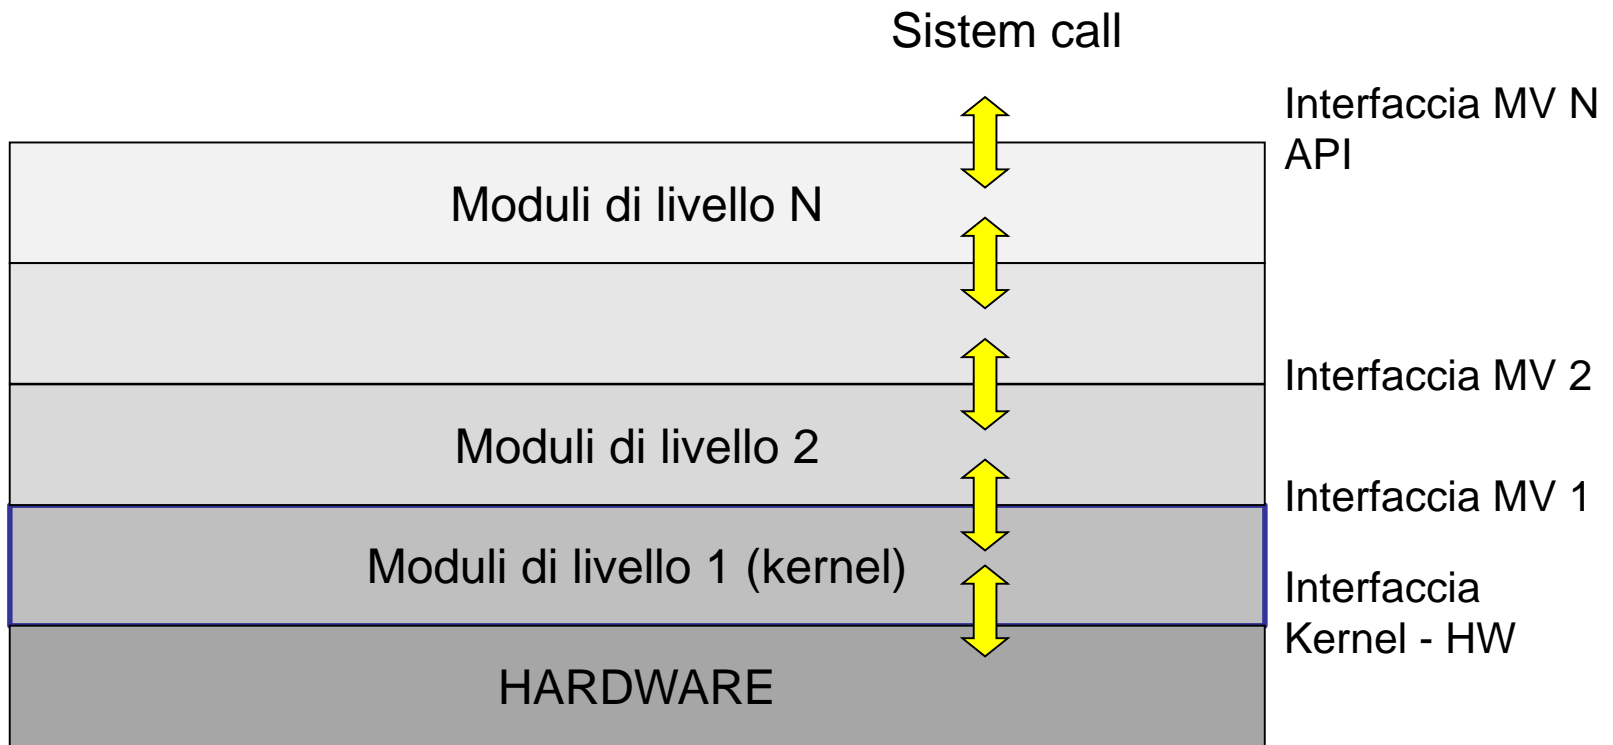 Sistem call
Interfaccia MV N
API
Moduli di livello N
Interfaccia MV 2
Moduli di livello 2
Interfaccia MV 1
Moduli di livello 1 (kernel)
Interfaccia
Kernel - HW
HARDWARE